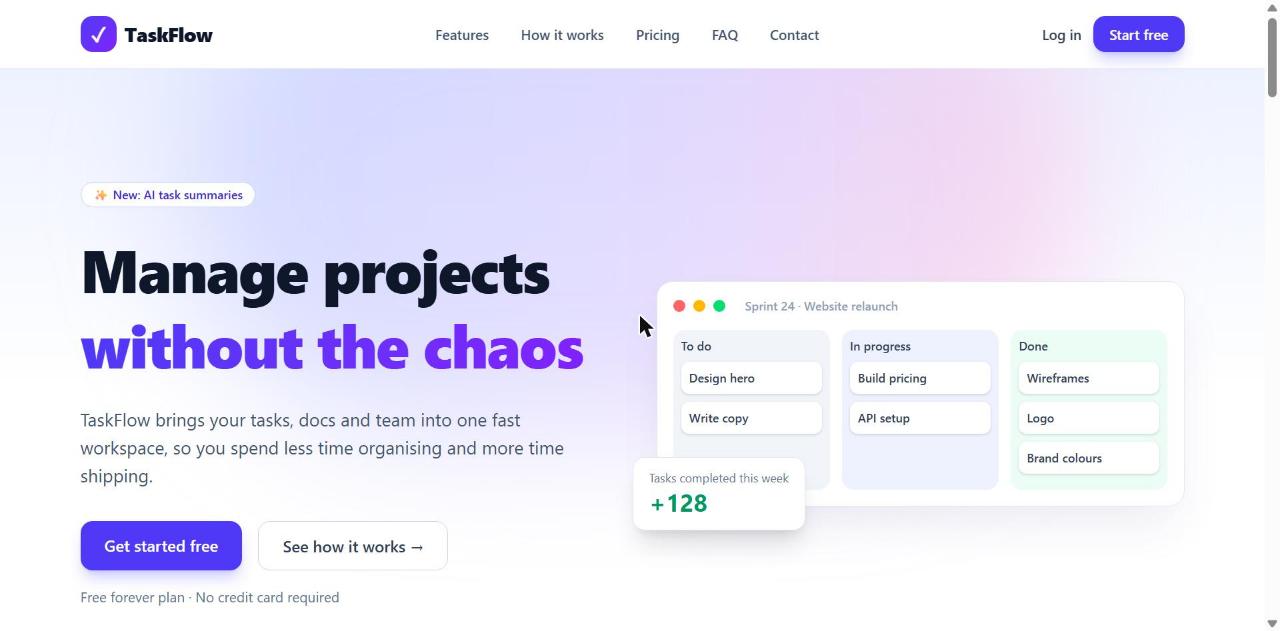 TaskFlow
Features
How it works
Pricing
FAQ
Contact
Log in
Start free
✨ New: AI task summaries
Manage projects
without the chaos
TaskFlow brings your tasks, docs and team into one fast
workspace, so you spend less time organising and more time
shipping.
Get started free
See how it works →
Free forever plan · No credit card required
Sprint 24 · Website relaunch
To do
Design hero
Write copy
In progress
Build pricing
API setup
Done
Wireframes
Logo
Brand colours
Tasks completed this week
+128